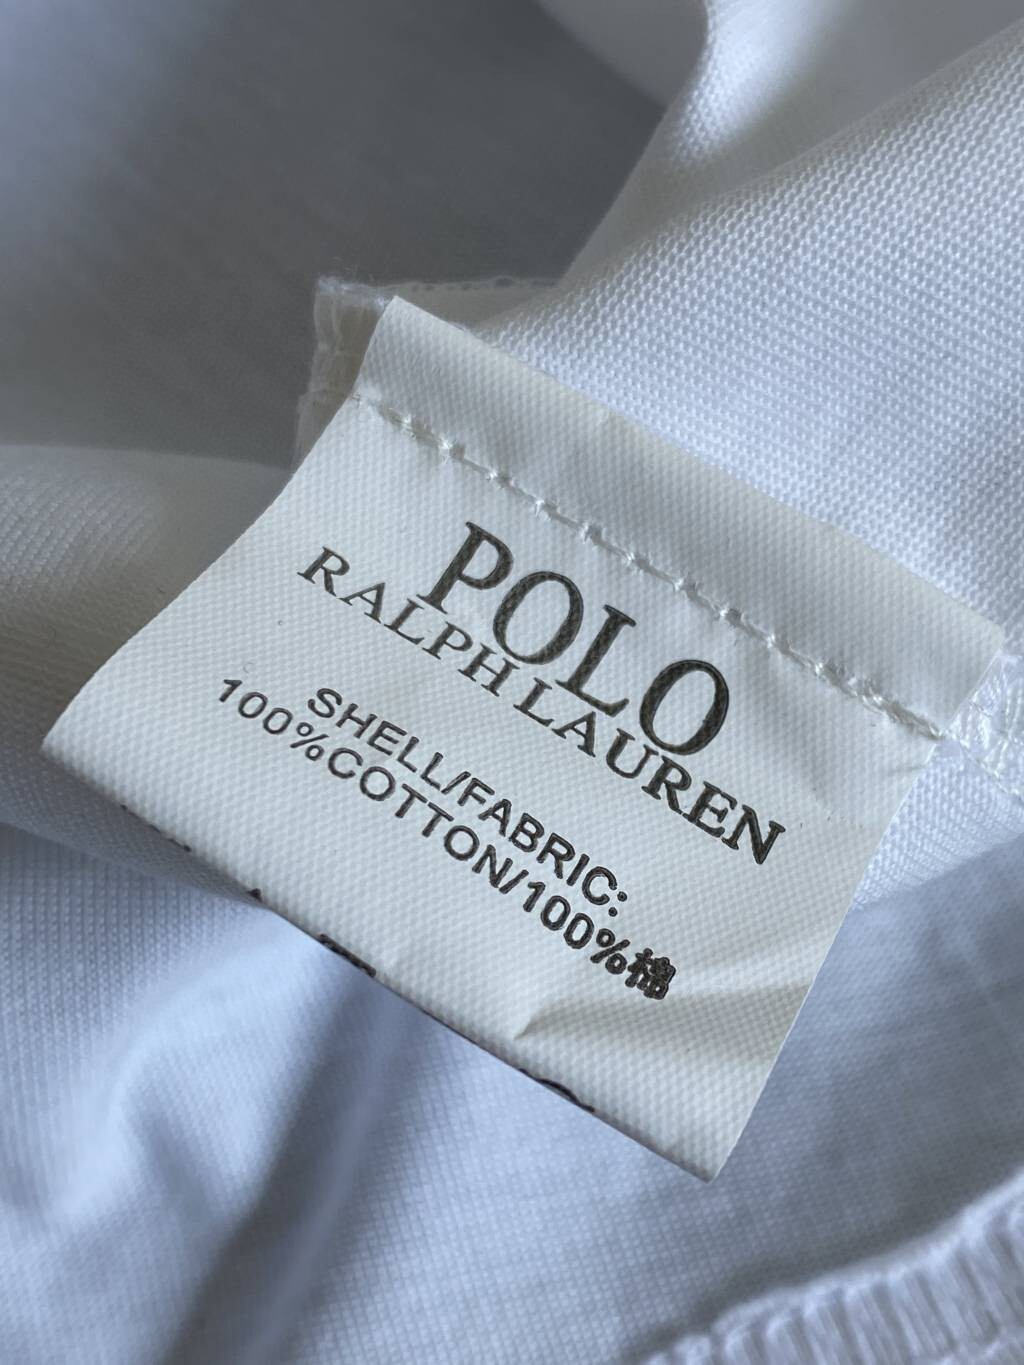 POLO
RALPH LAUREN
SHELL/FABRIC:
100%COTTON/100%棉